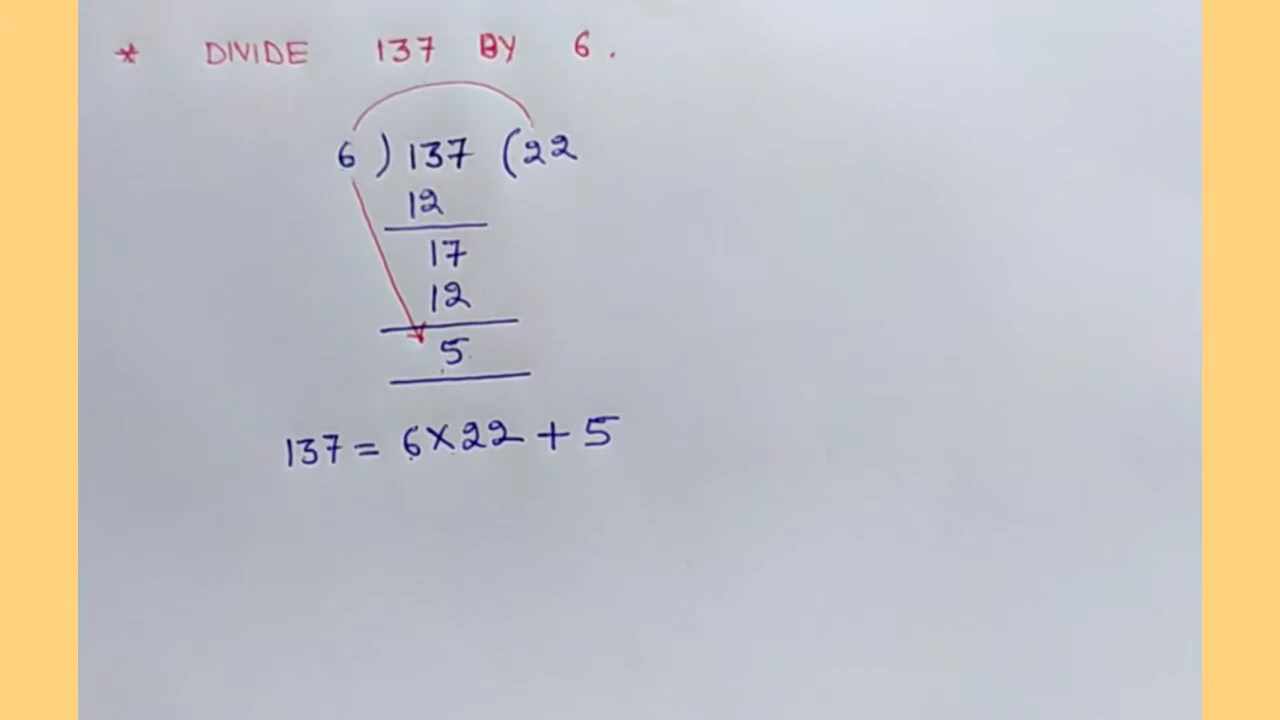 * DIVIDE 137 BY 6.
6 ) 137 ( 22
12
17
12
5
137 = 6 × 22 + 5